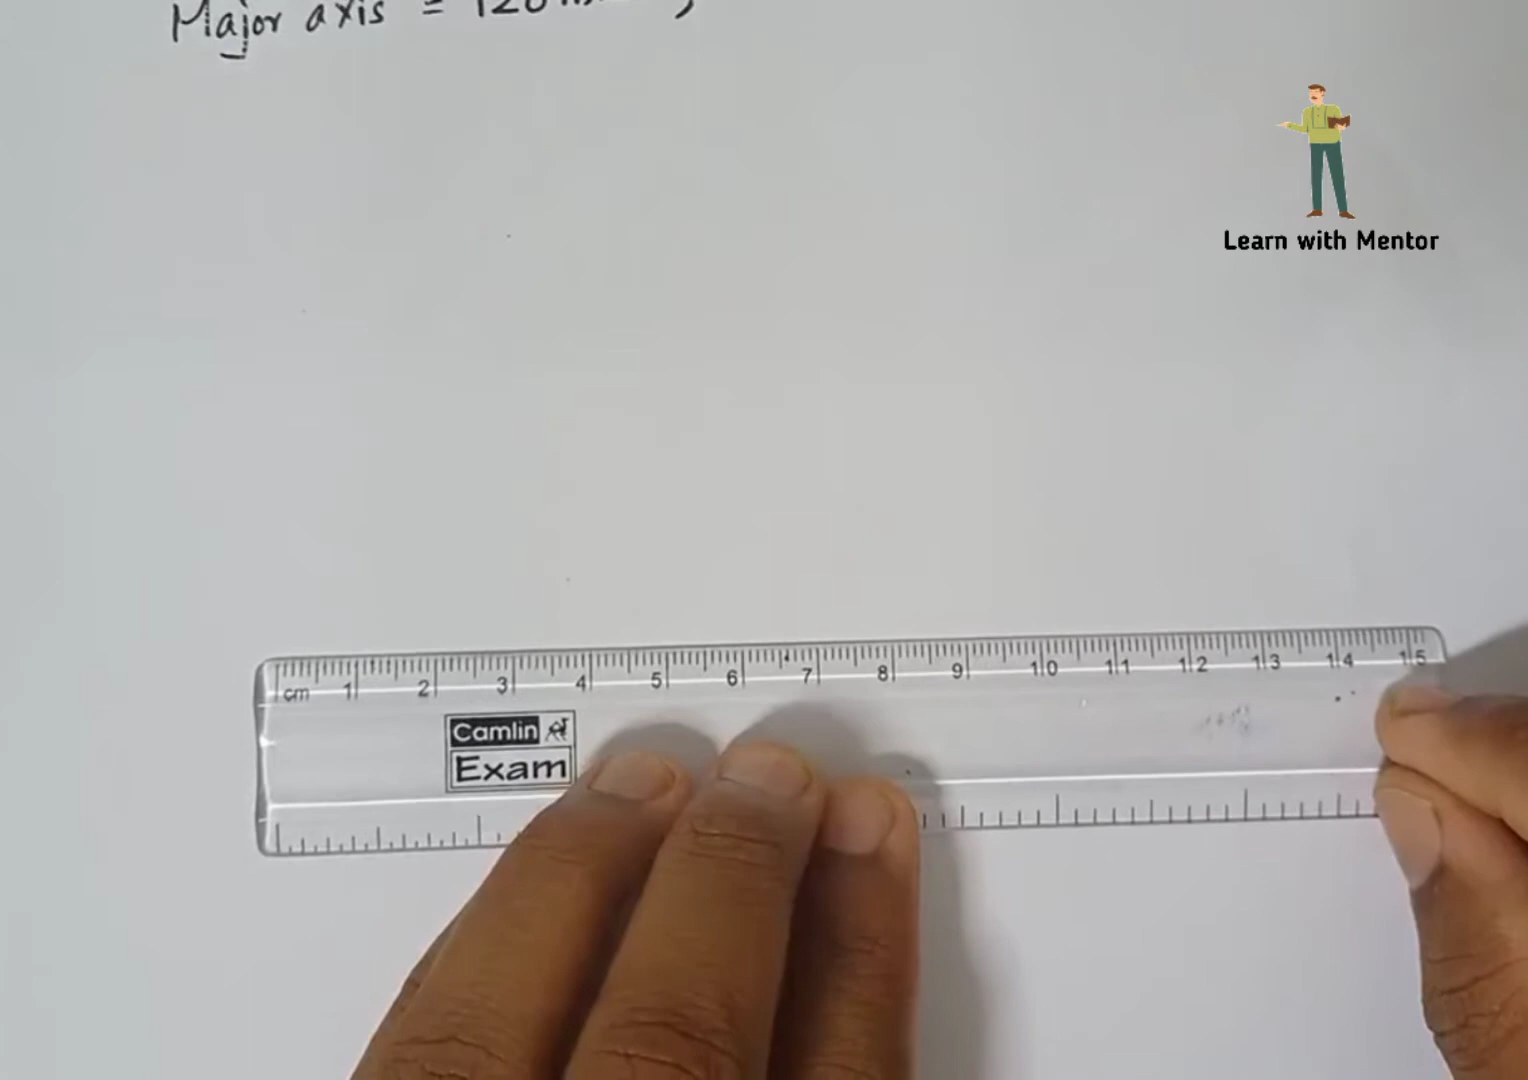 Major axis = 120
Learn with Mentor
cm 1 2 3 4 5 6 7 8 9 10 11 12 13 14 15
Camlin
Exam